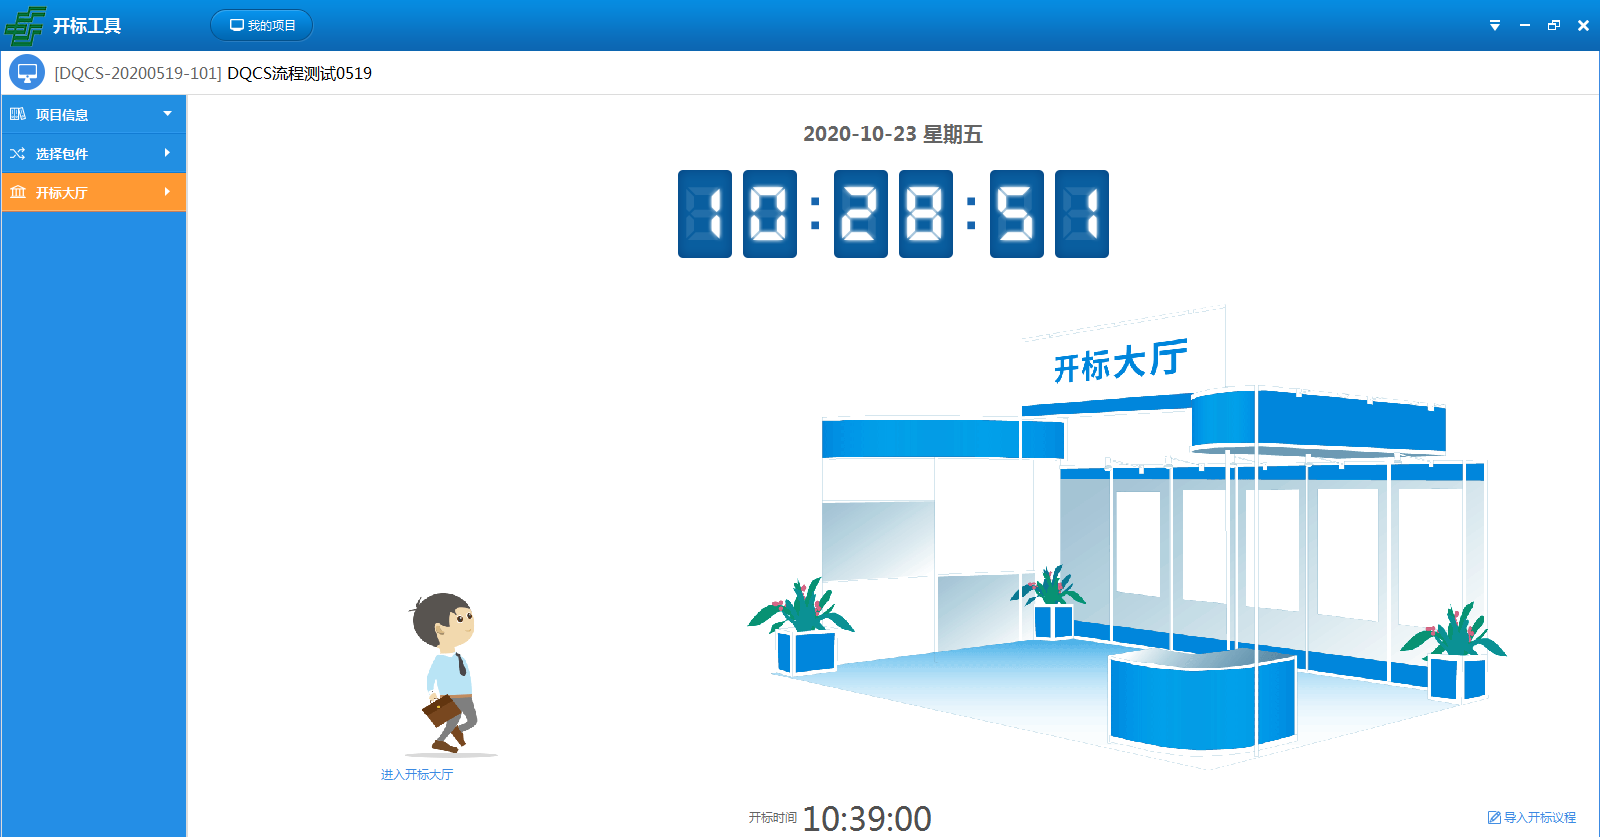 开标工具
我的项目
[DQCS-20200519-101] DQCS流程测试0519
项目信息
选择包件
开标大厅
2020-10-23 星期五
10:28:51
开标大厅
进入开标大厅
开标时间 10:39:00
导入开标议程